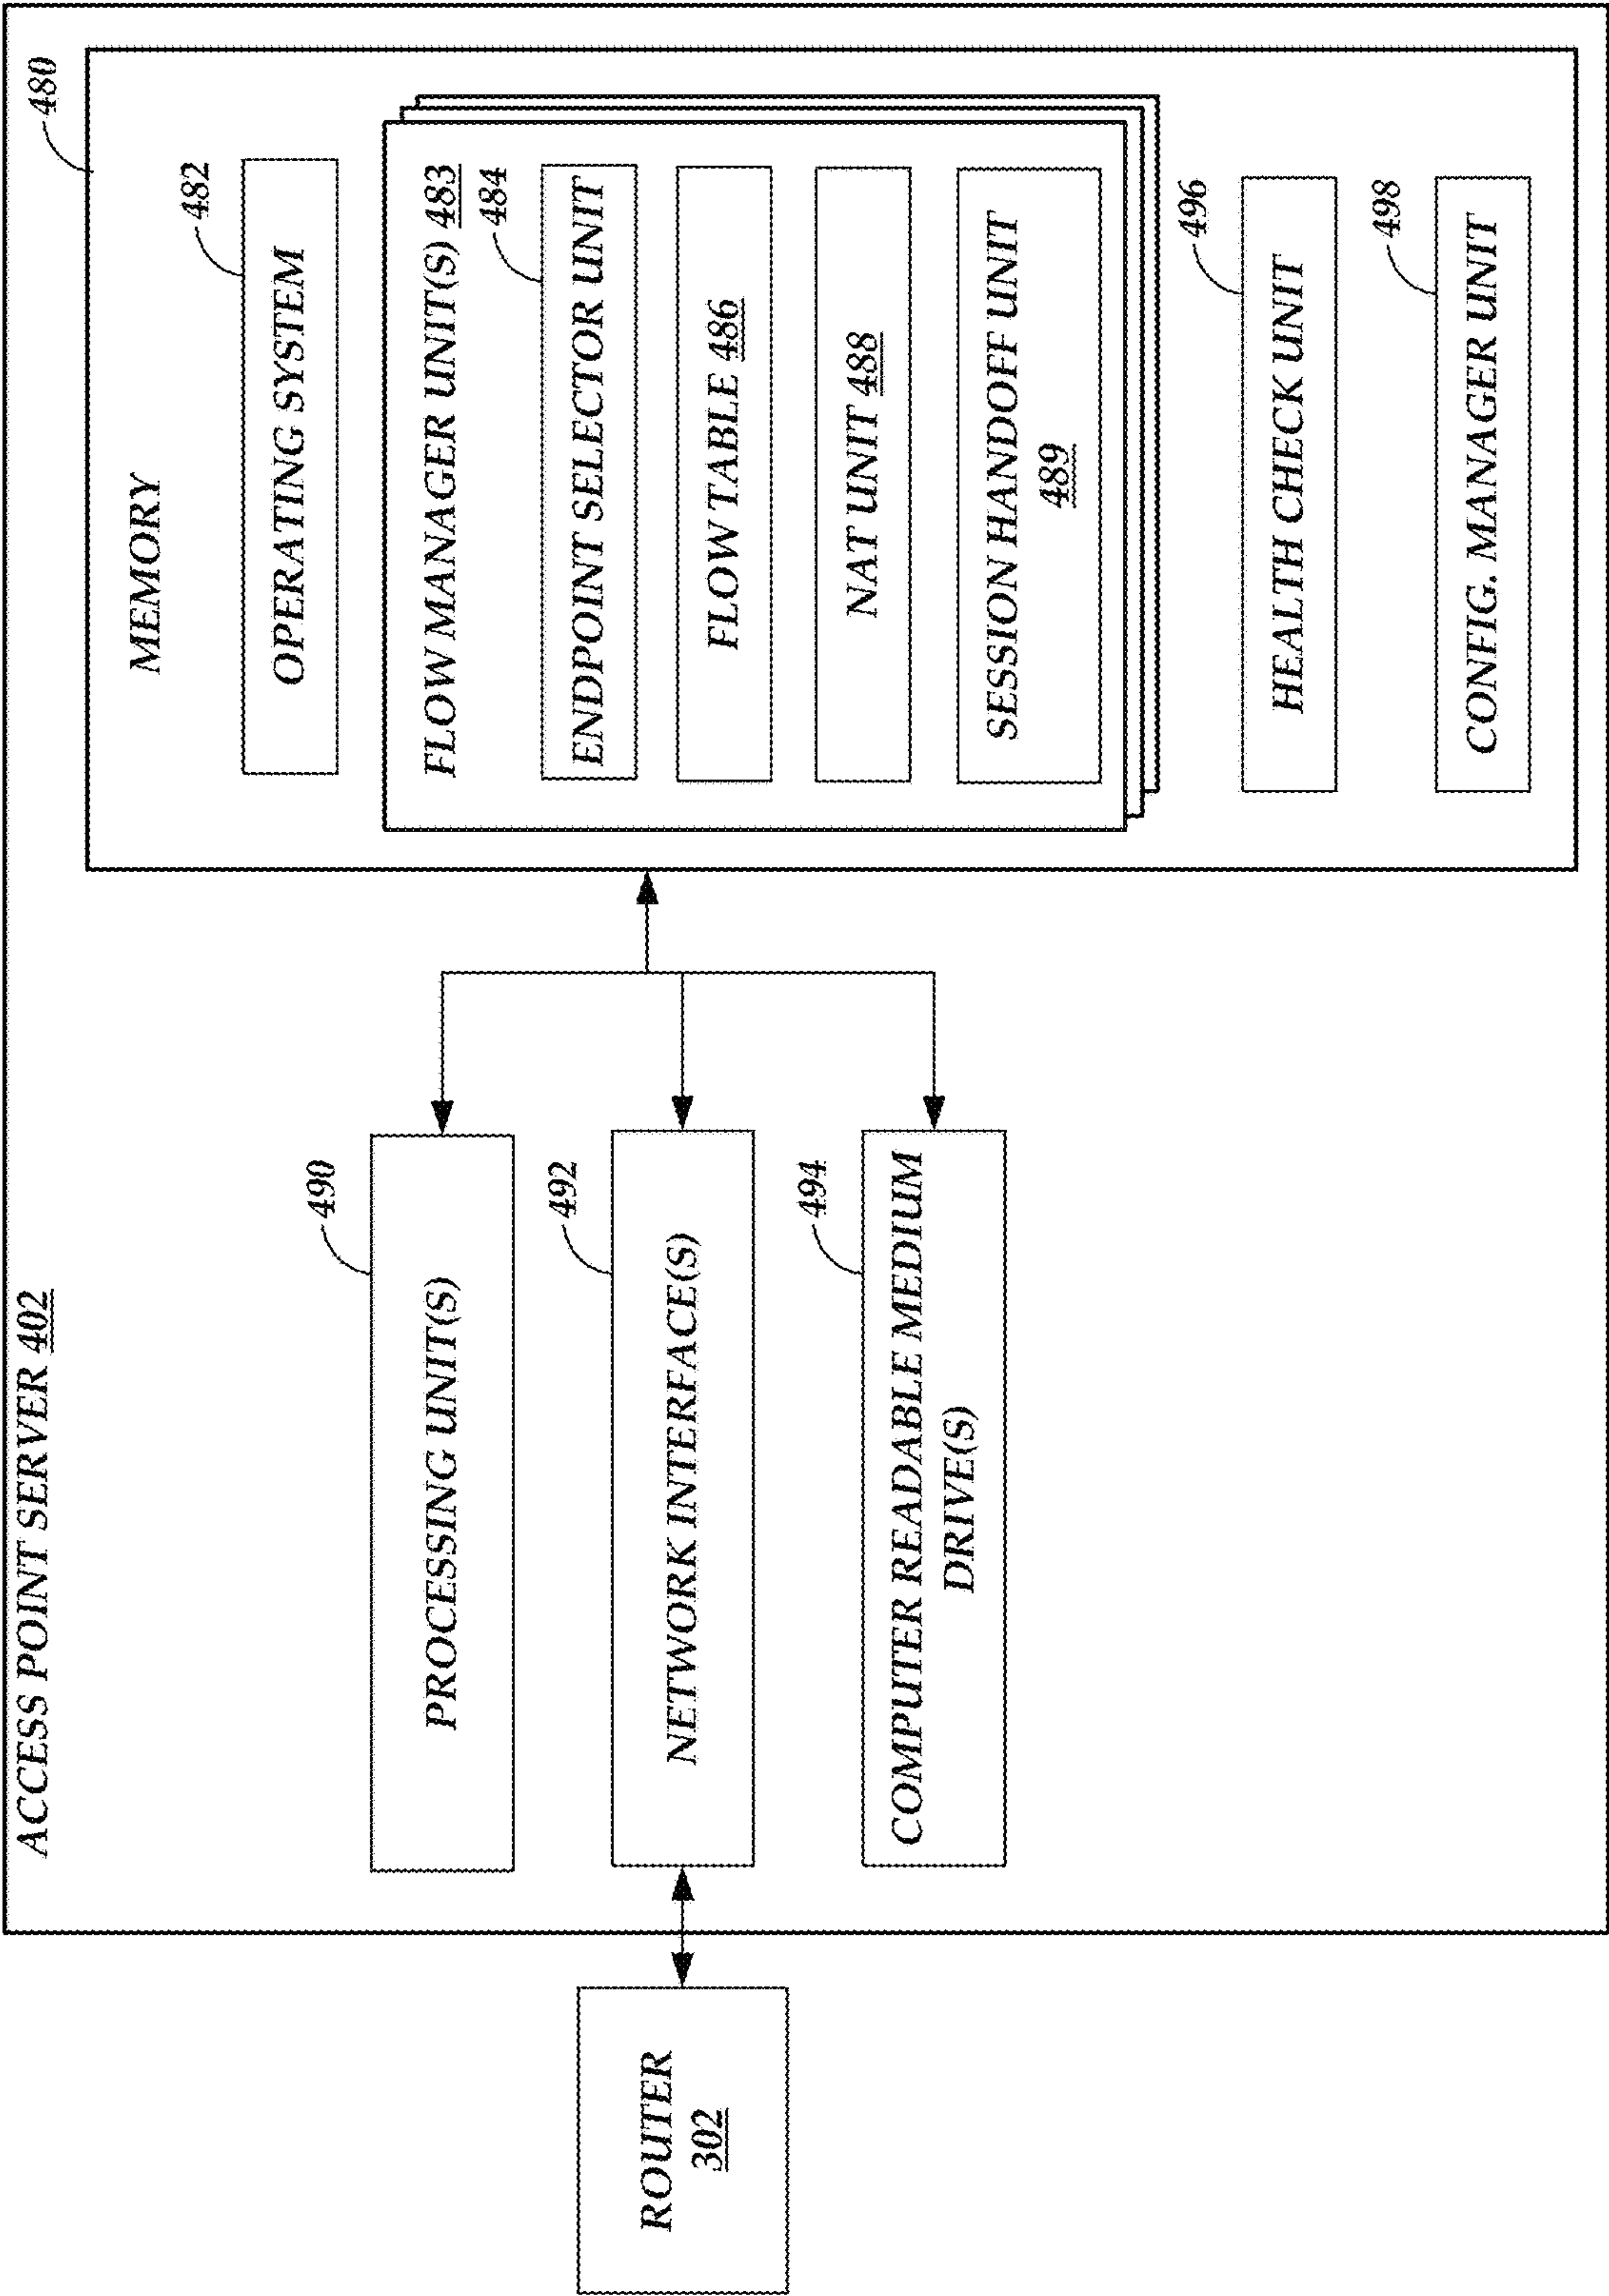 ACCESS POINT SERVER 402
ROUTER
302
490
PROCESSING UNIT(S)
492
NETWORK INTERFACE(S)
494
COMPUTER READABLE MEDIUM
DRIVE(S)
480
MEMORY
482
OPERATING SYSTEM
FLOW MANAGER UNIT(S) 483
484
ENDPOINT SELECTOR UNIT
FLOW TABLE 486
NAT UNIT 488
SESSION HANDOFF UNIT
489
496
HEALTH CHECK UNIT
498
CONFIG. MANAGER UNIT